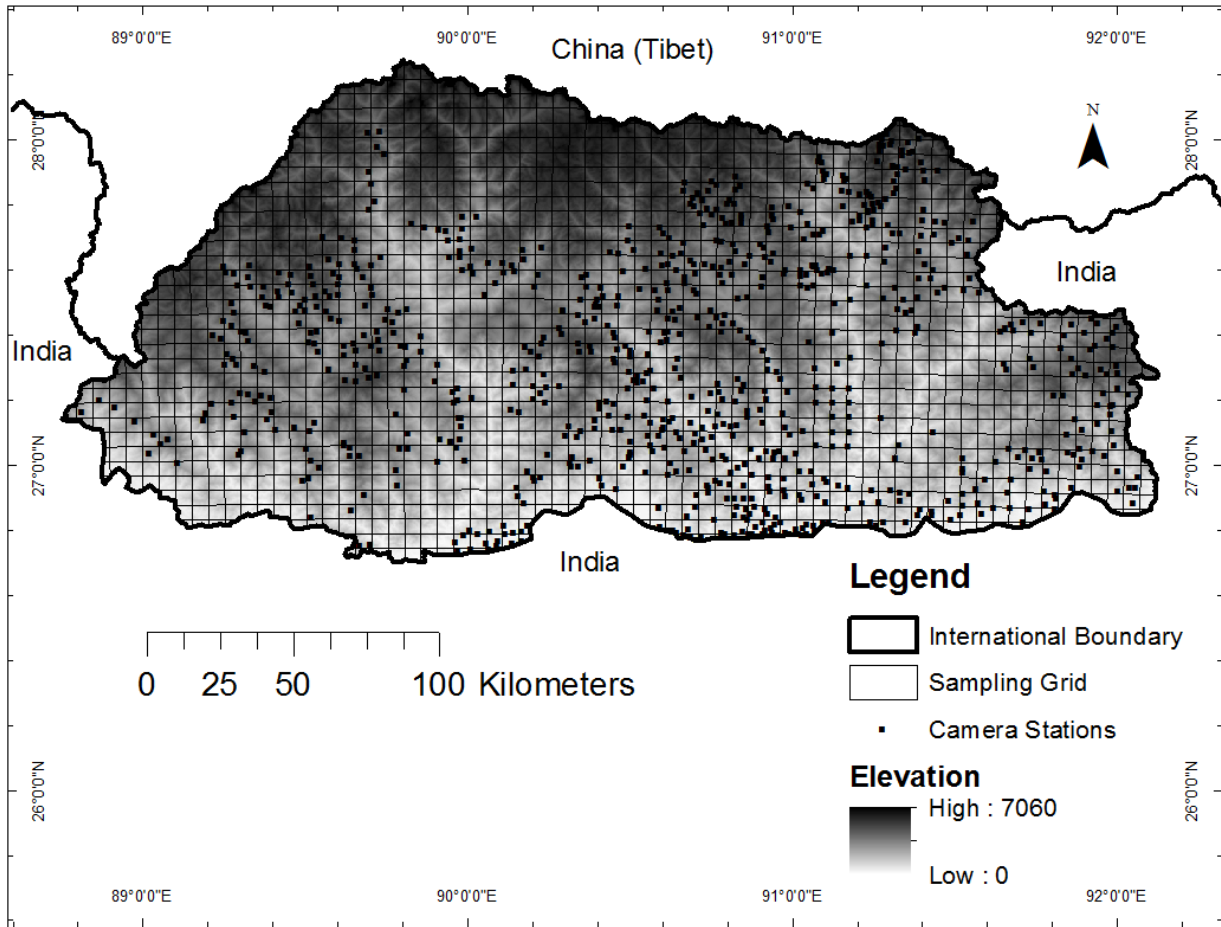 89°0'0"E 90°0'0"E 91°0'0"E 92°0'0"E
China (Tibet)
N
28°0'0"N
28°0'0"N
India
India
27°0'0"N
27°0'0"N
India
Legend
International Boundary
Sampling Grid
Camera Stations
0 25 50 100 Kilometers
Elevation
High : 7060
Low : 0
26°0'0"N
26°0'0"N
89°0'0"E 90°0'0"E 91°0'0"E 92°0'0"E